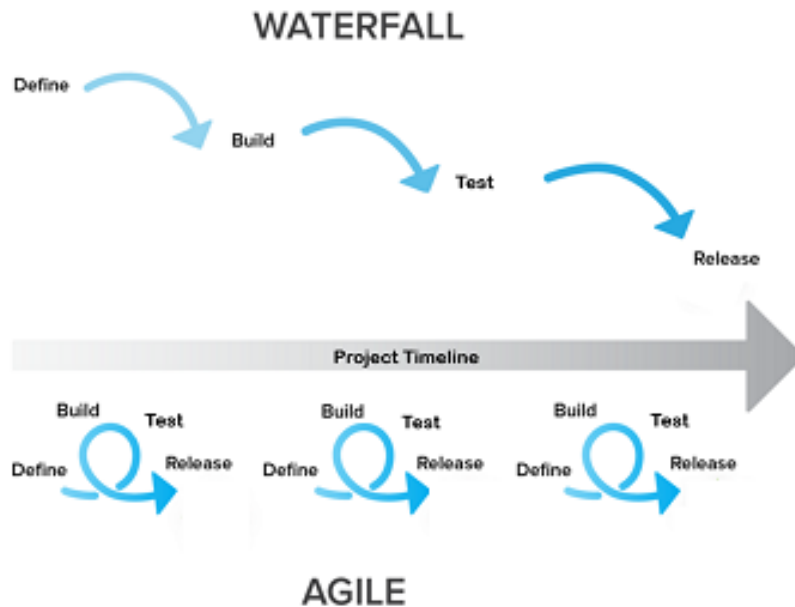 WATERFALL
Define
Build
Test
Release
Project Timeline
Build
Test
Define
Release
Build
Test
Define
Release
Build
Test
Define
Release
AGILE